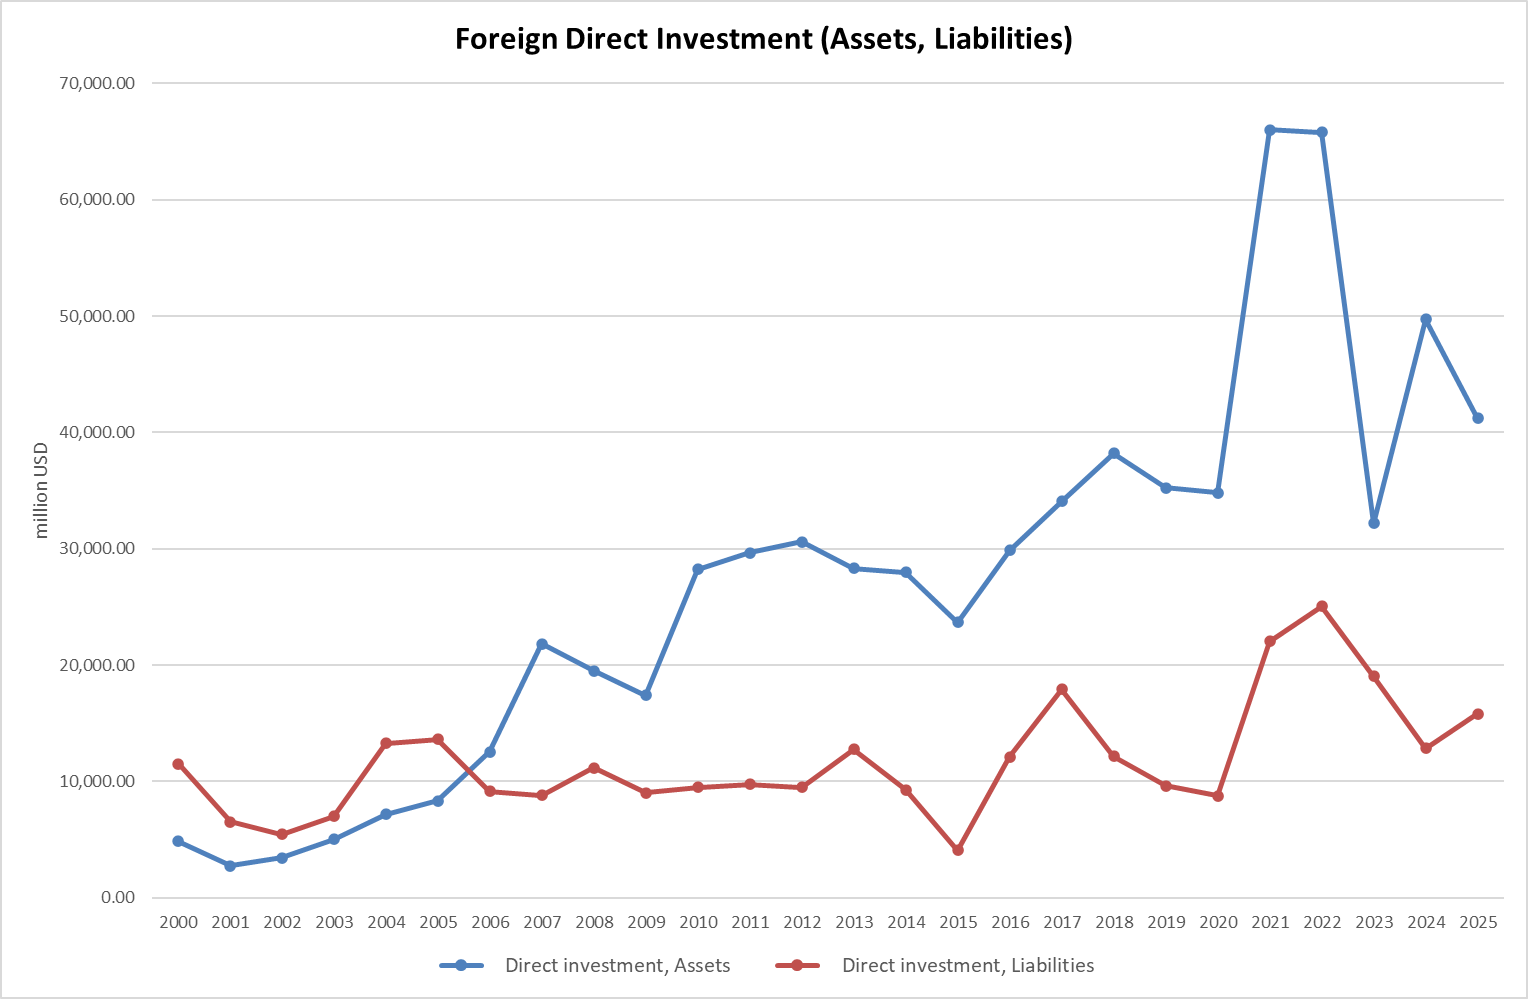 Foreign Direct Investment (Assets, Liabilities)
70,000.00
60,000.00
50,000.00
40,000.00
30,000.00
20,000.00
10,000.00
0.00
million USD
2000 2001 2002 2003 2004 2005 2006 2007 2008 2009 2010 2011 2012 2013 2014 2015 2016 2017 2018 2019 2020 2021 2022 2023 2024 2025
Direct investment, Assets Direct investment, Liabilities